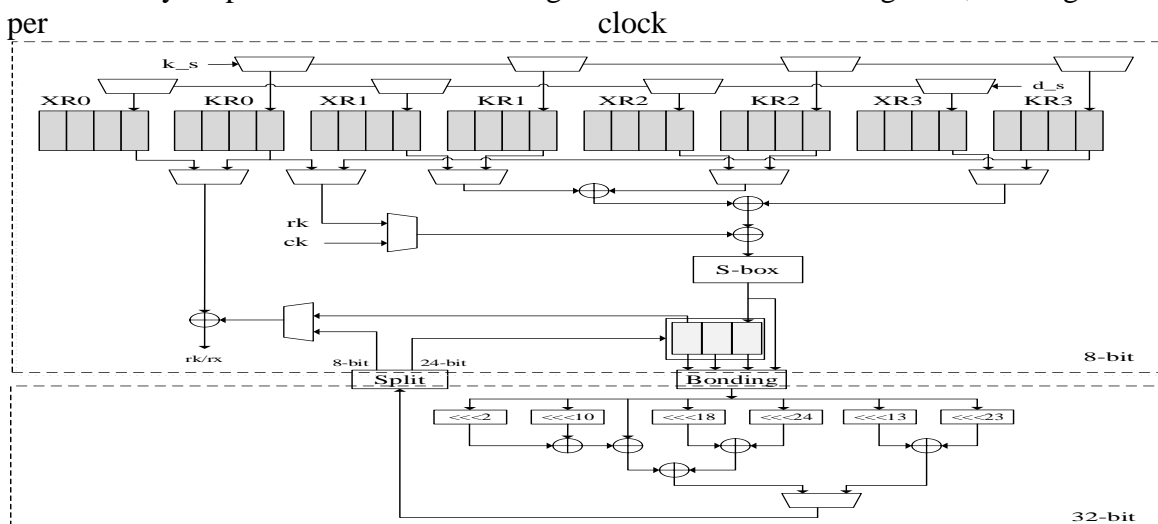 per clock
k_s
d_s
XR0 KR0 XR1 KR1 XR2 KR2 XR3 KR3
rk
ck
S-box
rk/rx
8-bit 24-bit
8-bit
Split Bonding
<<<2 <<<10 <<<18 <<<24 <<<13 <<<23
32-bit